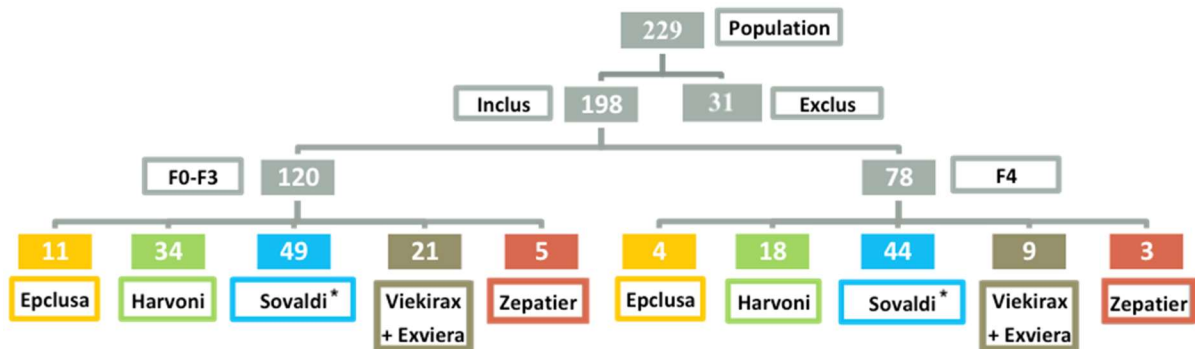 229 Population
Inclus 198 31 Exclus
F0-F3 120 78 F4
11 34 49 21 5 4 18 44 9 3
Epclusa Harvoni Sovaldi* Viekirax + Exviera Zepatier Epclusa Harvoni Sovaldi* Viekirax + Exviera Zepatier